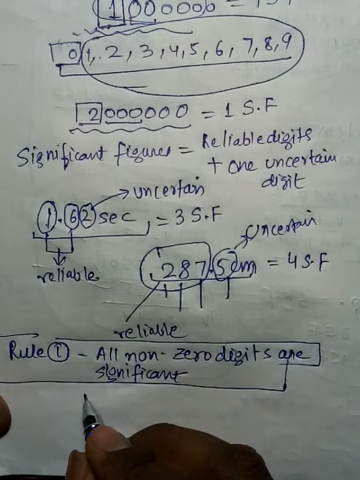 0 1, 2, 3, 4, 5, 6, 7, 8, 9
2000000 = 1 S.F
Significant figures = Reliable digits
+ one uncertain
digit
uncertain
1.62 sec = 3 S.F
reliable
uncertain
287.5 cm = 4 S.F
reliable
Rule ① - All non-zero digits are
significant